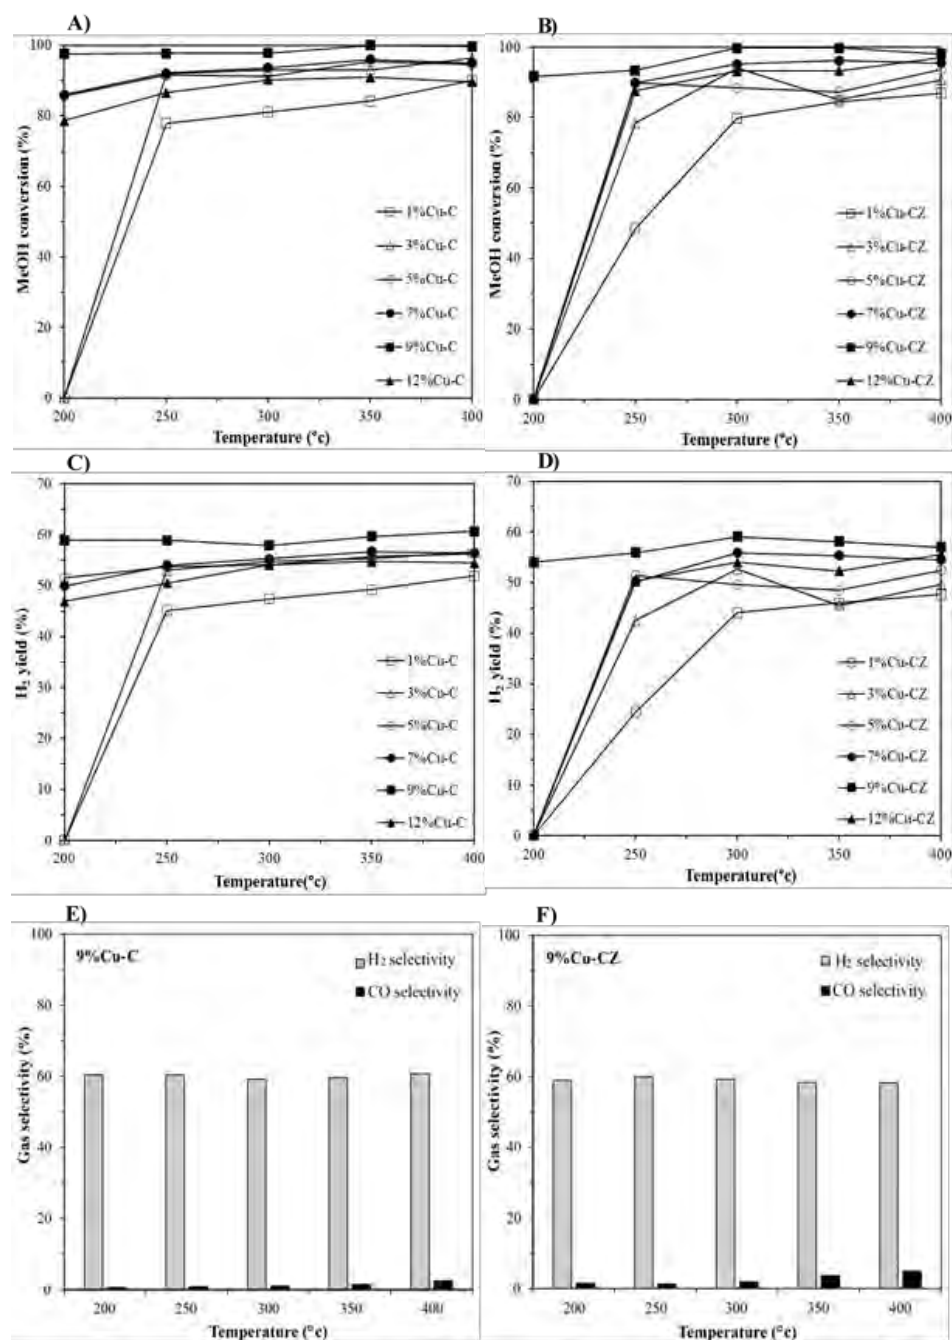 A)
MeOH conversion (%)
100
80
60
40
20
0
200 250 300 350 400
Temperature (°c)
1%Cu-C
3%Cu-C
5%Cu-C
7%Cu-C
9%Cu-C
12%Cu-C
B)
MeOH conversion (%)
100
80
60
40
20
0
200 250 300 350 400
Temperature (°c)
1%Cu-CZ
3%Cu-CZ
5%Cu-CZ
7%Cu-CZ
9%Cu-CZ
12%Cu-CZ
C)
H₂ yield (%)
70
60
50
40
30
20
10
0
200 250 300 350 400
Temperature(°c)
1%Cu-C
3%Cu-C
5%Cu-C
7%Cu-C
9%Cu-C
12%Cu-C
D)
H₂ yield (%)
70
60
50
40
30
20
10
0
200 250 300 350 400
Temperature(°c)
1%Cu-CZ
3%Cu-CZ
5%Cu-CZ
7%Cu-CZ
9%Cu-CZ
12%Cu-CZ
E)
9%Cu-C
H₂ selectivity
CO selectivity
Gas selectivity (%)
100
80
60
40
20
0
200 250 300 350 400
Temperature (°c)
F)
9%Cu-CZ
H₂ selectivity
CO selectivity
Gas selectivity (%)
100
80
60
40
20
0
200 250 300 350 400
Temperature (°c)